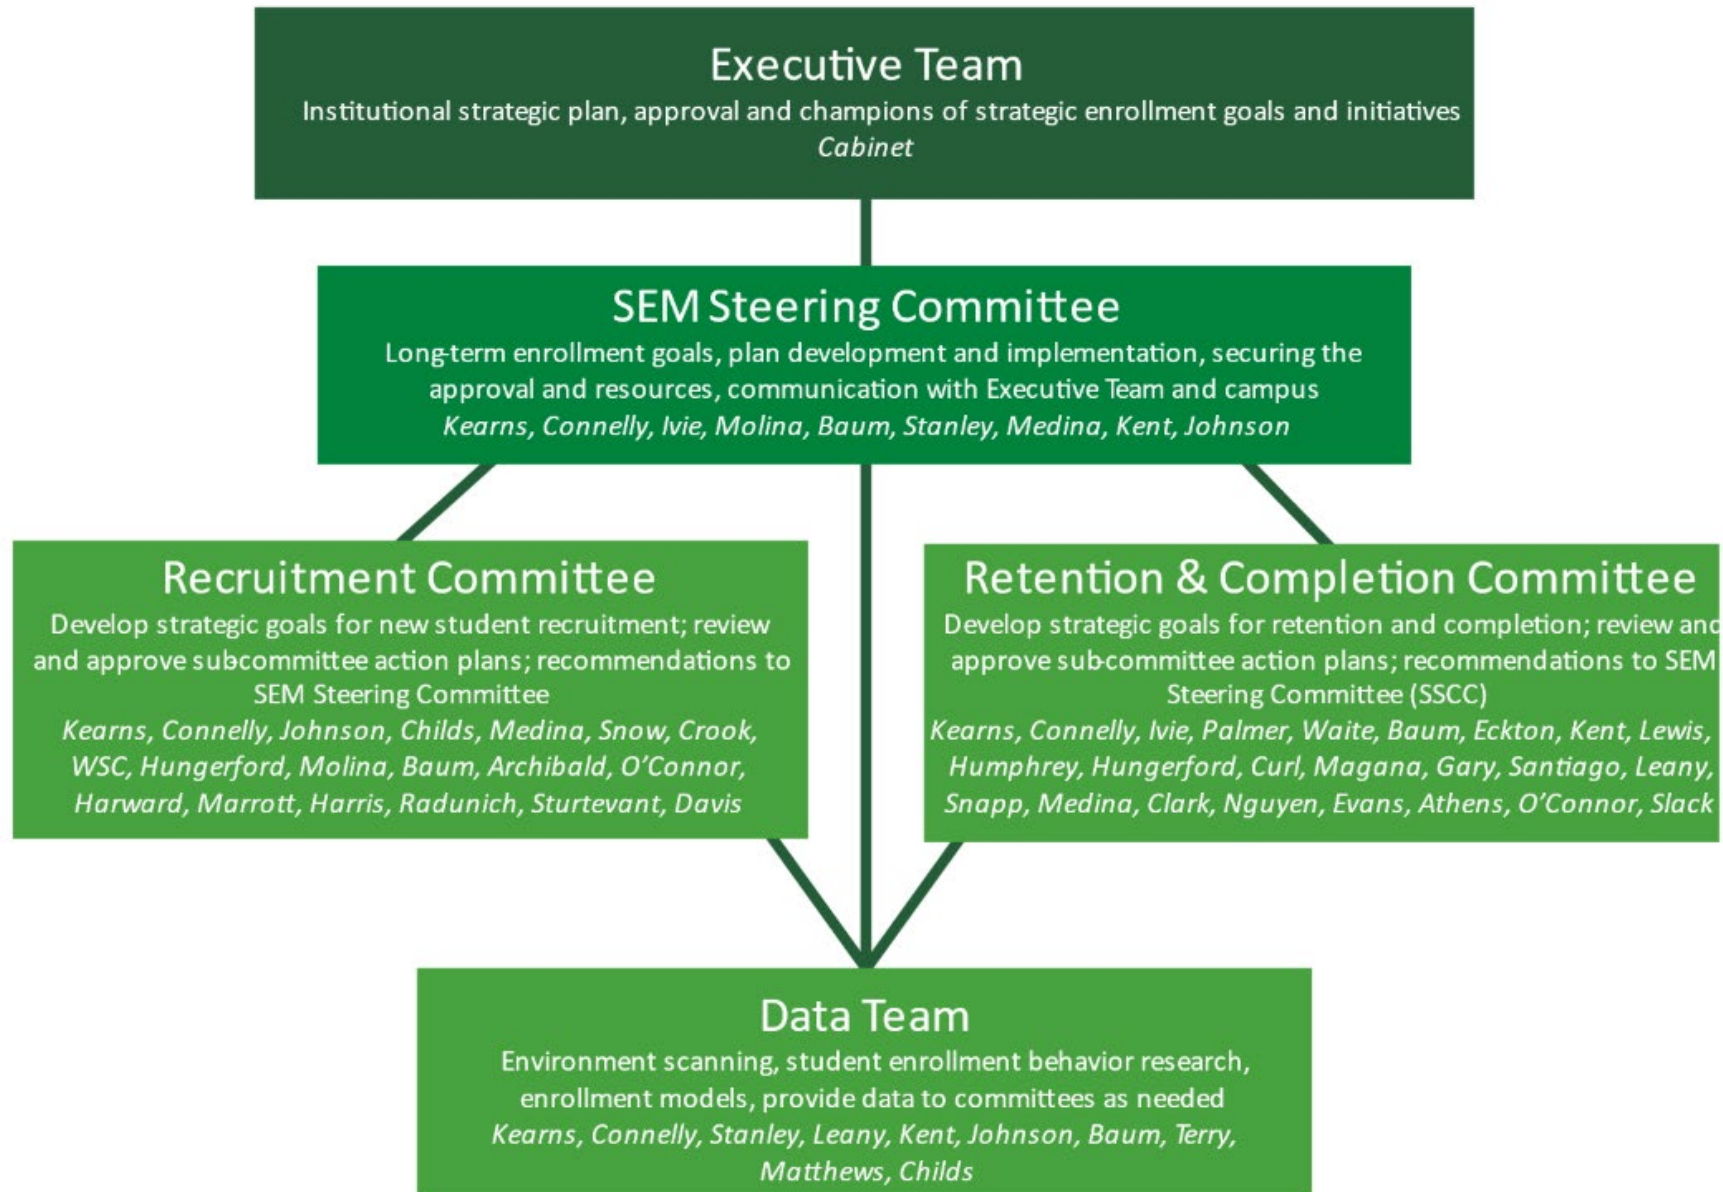 Executive Team
Institutional strategic plan, approval and champions of strategic enrollment goals and initiatives
Cabinet
SEM Steering Committee
Long-term enrollment goals, plan development and implementation, securing the
approval and resources, communication with Executive Team and campus
Kearns, Connelly, Ivie, Molina, Baum, Stanley, Medina, Kent, Johnson
Recruitment Committee
Develop strategic goals for new student recruitment; review
and approve sub-committee action plans; recommendations to
SEM Steering Committee
Kearns, Connelly, Johnson, Childs, Medina, Snow, Crook,
WSC, Hungerford, Molina, Baum, Archibald, O'Connor,
Harward, Marrott, Harris, Radunich, Sturtevant, Davis
Retention & Completion Committee
Develop strategic goals for retention and completion; review and
approve sub-committee action plans; recommendations to SEM
Steering Committee (SSCC)
Kearns, Connelly, Ivie, Palmer, Waite, Baum, Eckton, Kent, Lewis,
Humphrey, Hungerford, Curl, Magana, Gary, Santiago, Leany,
Snapp, Medina, Clark, Nguyen, Evans, Athens, O'Connor, Slack
Data Team
Environment scanning, student enrollment behavior research,
enrollment models, provide data to committees as needed
Kearns, Connelly, Stanley, Leany, Kent, Johnson, Baum, Terry,
Matthews, Childs